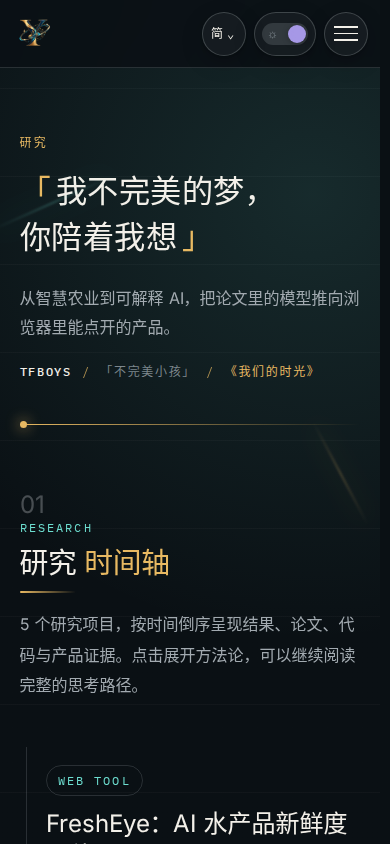 简
研究
「我不完美的梦，
你陪着我想」
从智慧农业到可解释 AI，把论文里的模型推向浏
览器里能点开的产品。
TFBOYS / 「不完美小孩」 / 《我们的时光》
01
RESEARCH
研究 时间轴
5 个研究项目，按时间倒序呈现结果、论文、代
码与产品证据。点击展开方法论，可以继续阅读
完整的思考路径。
WEB TOOL
FreshEye：AI 水产品新鲜度